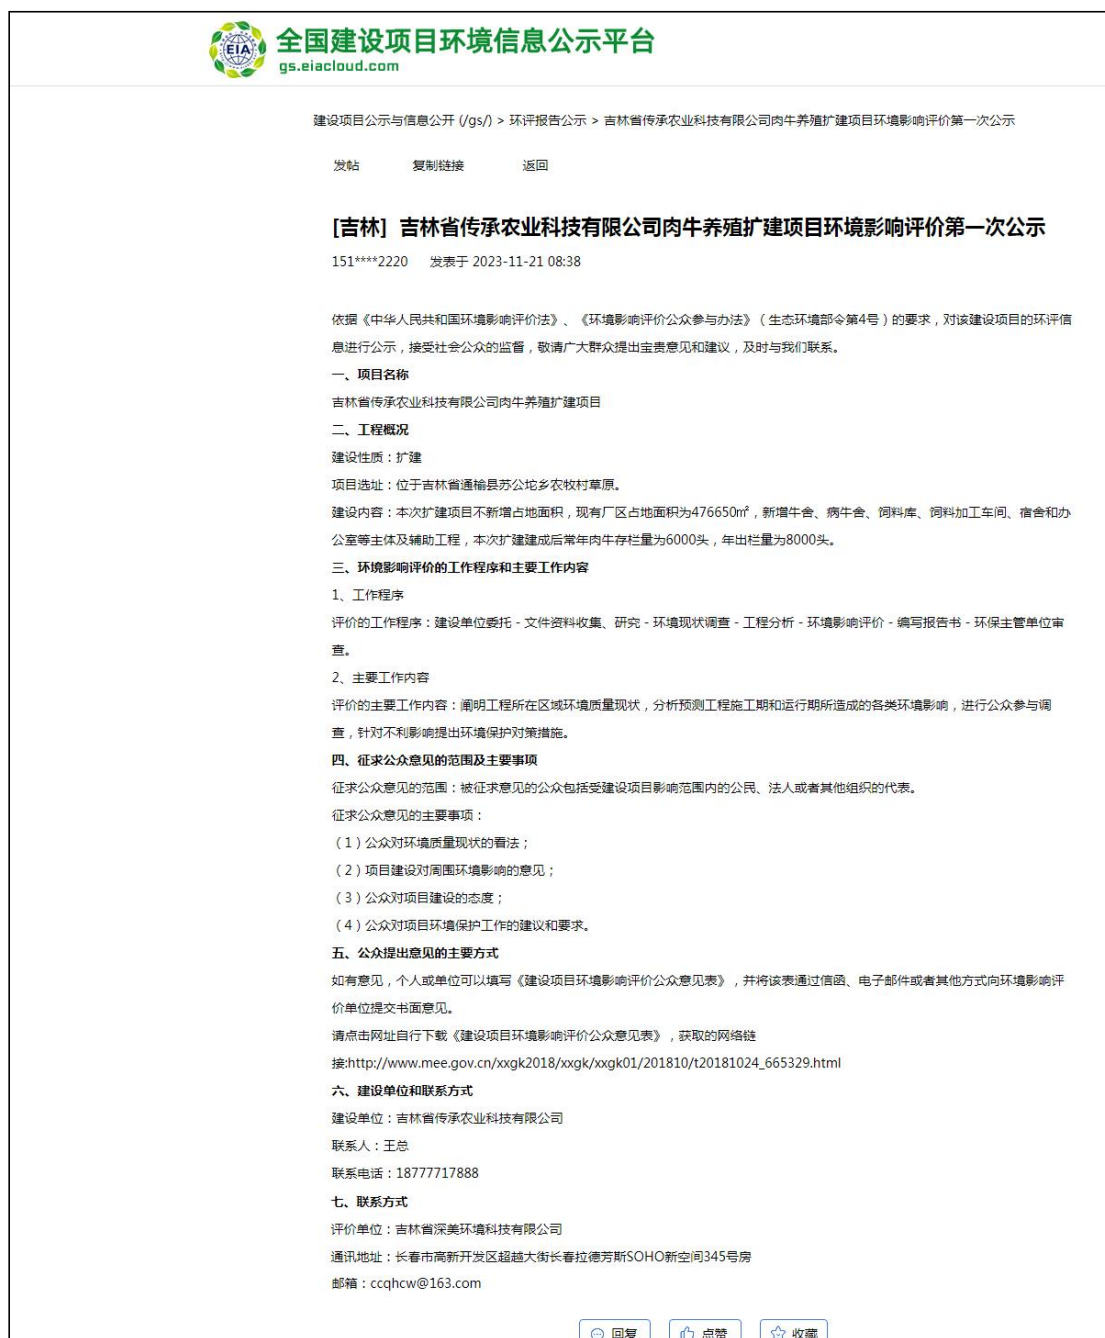 EIA
全国建设项目环境信息公示平台
gs.eiacloud.com
建设项目公示与信息公开 (/gs/) > 环评报告公示 > 吉林省传承农业科技有限公司肉牛养殖扩建项目环境影响评价第一次公示
发帖 复制链接 返回
[吉林] 吉林省传承农业科技有限公司肉牛养殖扩建项目环境影响评价第一次公示
151****2220 发表于 2023-11-21 08:38
依据《中华人民共和国环境影响评价法》、《环境影响评价公众参与办法》（生态环境部令第4号）的要求，对该建设项目的环评信
息进行公示，接受社会公众的监督，敬请广大群众提出宝贵意见和建议，及时与我们联系。
一、项目名称
吉林省传承农业科技有限公司肉牛养殖扩建项目
二、工程概况
建设性质：扩建
项目选址：位于吉林省通榆县苏公坨乡农牧村草原。
建设内容：本次扩建项目不新增占地面积，现有厂区占地面积为476650㎡，新增牛舍、病牛舍、饲料库、饲料加工车间、宿舍和办
公室等主体及辅助工程，本次扩建建成后常年肉牛存栏量为6000头，年出栏量为8000头。
三、环境影响评价的工作程序和主要工作内容
1、工作程序
评价的工作程序：建设单位委托 - 文件资料收集、研究 - 环境现状调查 - 工程分析 - 环境影响评价 - 编写报告书 - 环保主管单位审
查。
2、主要工作内容
评价的主要工作内容：阐明工程所在区域环境质量现状，分析预测工程施工期和运行期所造成的各类环境影响，进行公众参与调
查，针对不利影响提出环境保护对策措施。
四、征求公众意见的范围及主要事项
征求公众意见的范围：被征求意见的公众包括受建设项目影响范围内的公民、法人或者其他组织的代表。
征求公众意见的主要事项：
（1）公众对环境质量现状的看法；
（2）项目建设对周围环境影响的意见；
（3）公众对项目建设的态度；
（4）公众对项目环境保护工作的建议和要求。
五、公众提出意见的主要方式
如有意见，个人或单位可以填写《建设项目环境影响评价公众意见表》，并将该表通过信函、电子邮件或者其他方式向环境影响评
价单位提交书面意见。
请点击网址自行下载《建设项目环境影响评价公众意见表》，获取的网络链
接:http://www.mee.gov.cn/xxgk2018/xxgk/xxgk01/201810/t20181024_665329.html
六、建设单位和联系方式
建设单位：吉林省传承农业科技有限公司
联系人：王总
联系电话：18777717888
七、联系方式
评价单位：吉林省深美环境科技有限公司
通讯地址：长春市高新开发区超越大街长春拉德芳斯SOHO新空间345号房
邮箱：ccqhcw@163.com
回复 点赞 收藏